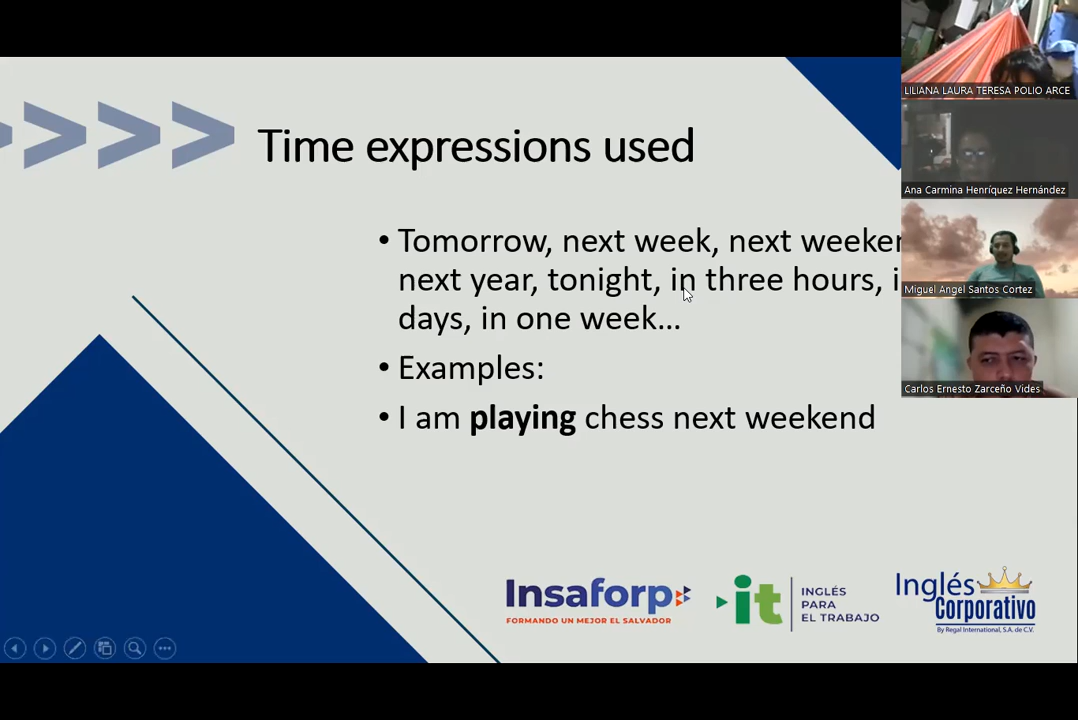 Time expressions used
• Tomorrow, next week, next
next year, tonight, in three hours,
days, in one week…
• Examples:
• I am playing chess next weekend
LILIANA LAURA TERESA POLIO ARCE
Ana Carmina Henríquez Hernández
Miguel Angel Santos Cortez
Carlos Ernesto Zarceño Vides
Insaforp
FORMANDO UN MEJOR EL SALVADOR
it
INGLÉS
PARA
EL TRABAJO
Inglés
Corporativo
By Regal International, S.A. de C.V.